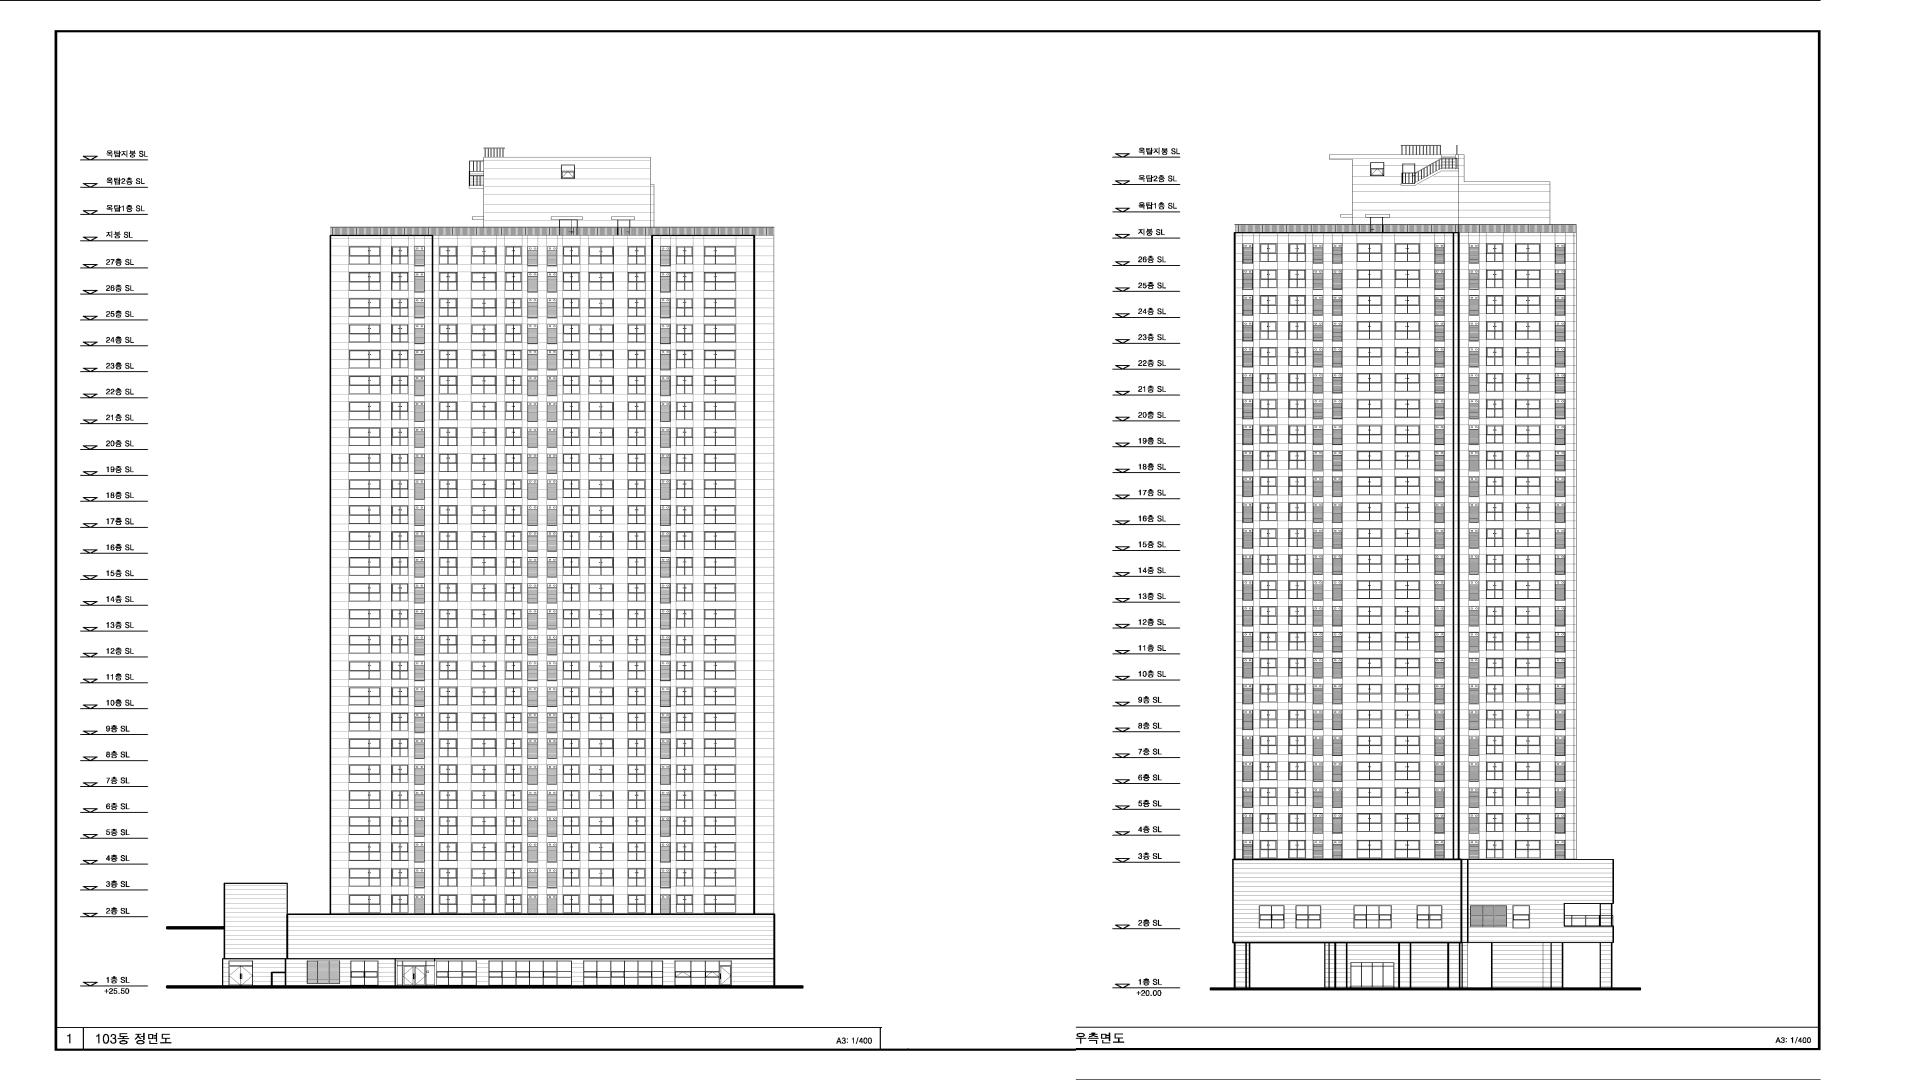 옥탑지붕 SL
옥탑2층 SL
옥탑1층 SL
지붕 SL
27층 SL
26층 SL
25층 SL
24층 SL
23층 SL
22층 SL
21층 SL
20층 SL
19층 SL
18층 SL
17층 SL
16층 SL
15층 SL
14층 SL
13층 SL
12층 SL
11층 SL
10층 SL
9층 SL
8층 SL
7층 SL
6층 SL
5층 SL
4층 SL
3층 SL
2층 SL
1층 SL
+25.50
1 103동 정면도 A3: 1/400
옥탑지붕 SL
옥탑2층 SL
옥탑1층 SL
지붕 SL
26층 SL
25층 SL
24층 SL
23층 SL
22층 SL
21층 SL
20층 SL
19층 SL
18층 SL
17층 SL
16층 SL
15층 SL
14층 SL
13층 SL
12층 SL
11층 SL
10층 SL
9층 SL
8층 SL
7층 SL
6층 SL
5층 SL
4층 SL
3층 SL
2층 SL
1층 SL
+20.00
우측면도 A3: 1/400